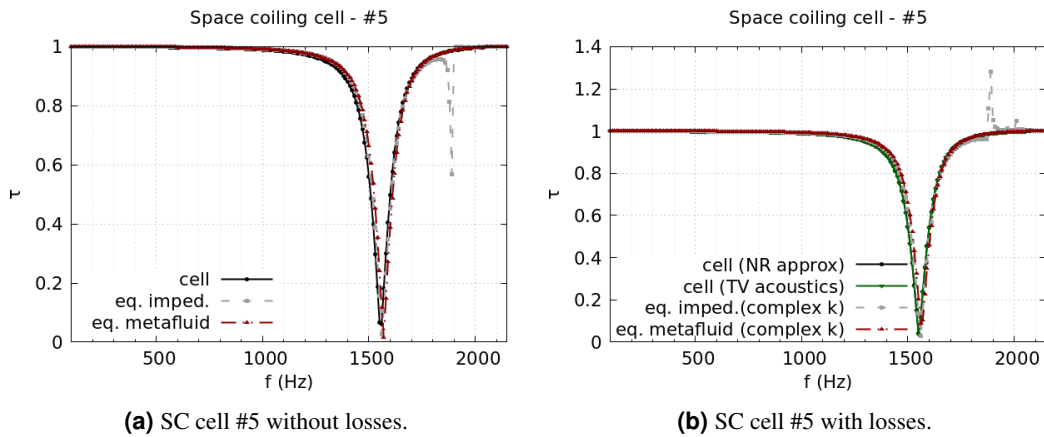 Space coiling cell - #5
1
0.8
0.6
0.4
0.2
0
τ
cell
eq. imped.
eq. metafluid
500
1000
1500
2000
f (Hz)
(a) SC cell #5 without losses.
Space coiling cell - #5
1.4
1.2
1
0.8
0.6
0.4
0.2
0
τ
cell (NR approx)
cell (TV acoustics)
eq. imped.(complex k)
eq. metafluid (complex k)
500
1000
1500
2000
f (Hz)
(b) SC cell #5 with losses.